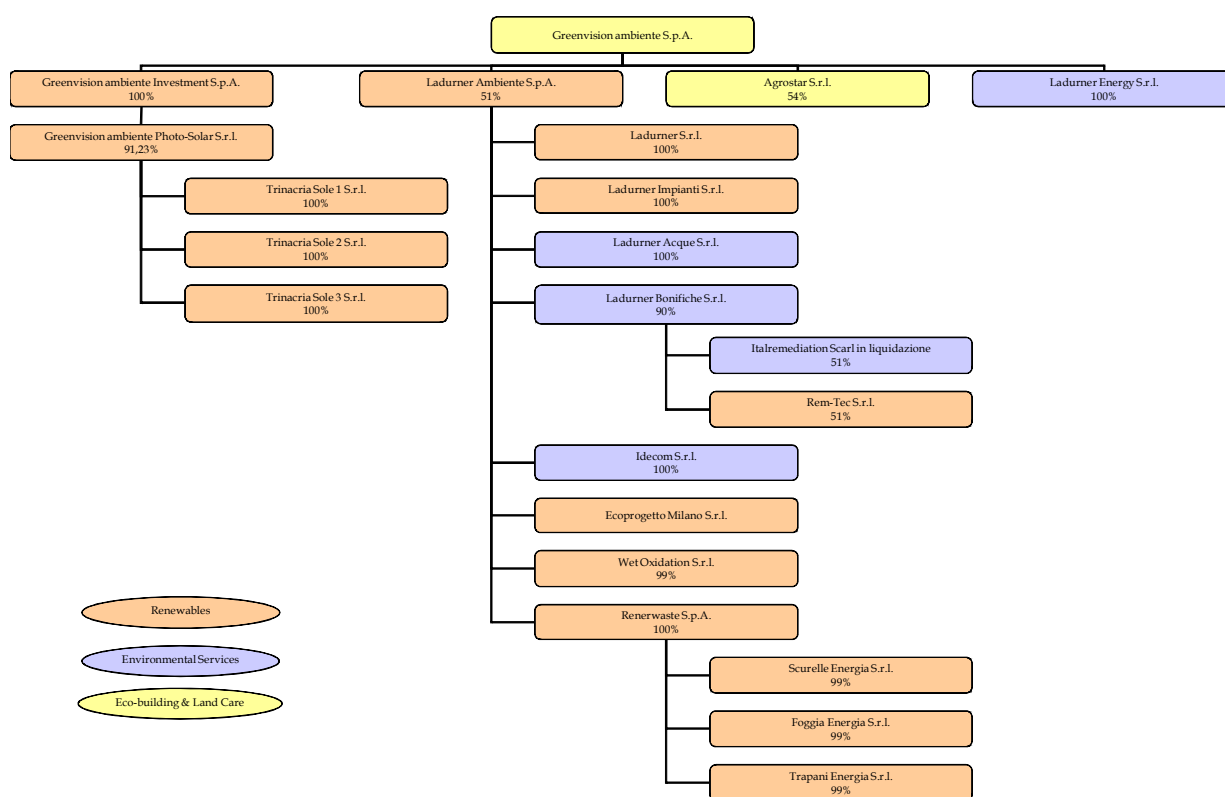 Greenvision ambiente S.p.A.
Greenvision ambiente Investment S.p.A.
100%
Ladurner Ambiente S.p.A.
51%
Agrostar S.r.l.
54%
Ladurner Energy S.r.l.
100%
Greenvision ambiente Photo-Solar S.r.l.
91,23%
Trinacria Sole 1 S.r.l.
100%
Trinacria Sole 2 S.r.l.
100%
Trinacria Sole 3 S.r.l.
100%
Ladurner S.r.l.
100%
Ladurner Impianti S.r.l.
100%
Ladurner Acque S.r.l.
100%
Ladurner Bonifiche S.r.l.
90%
Italremediation Scarl in liquidazione
51%
Rem-Tec S.r.l.
51%
Idecom S.r.l.
100%
Ecoprogetto Milano S.r.l.
Wet Oxidation S.r.l.
99%
Renerwaste S.p.A.
100%
Scurelle Energia S.r.l.
99%
Foggia Energia S.r.l.
99%
Trapani Energia S.r.l.
99%
Renewables
Environmental Services
Eco-building & Land Care